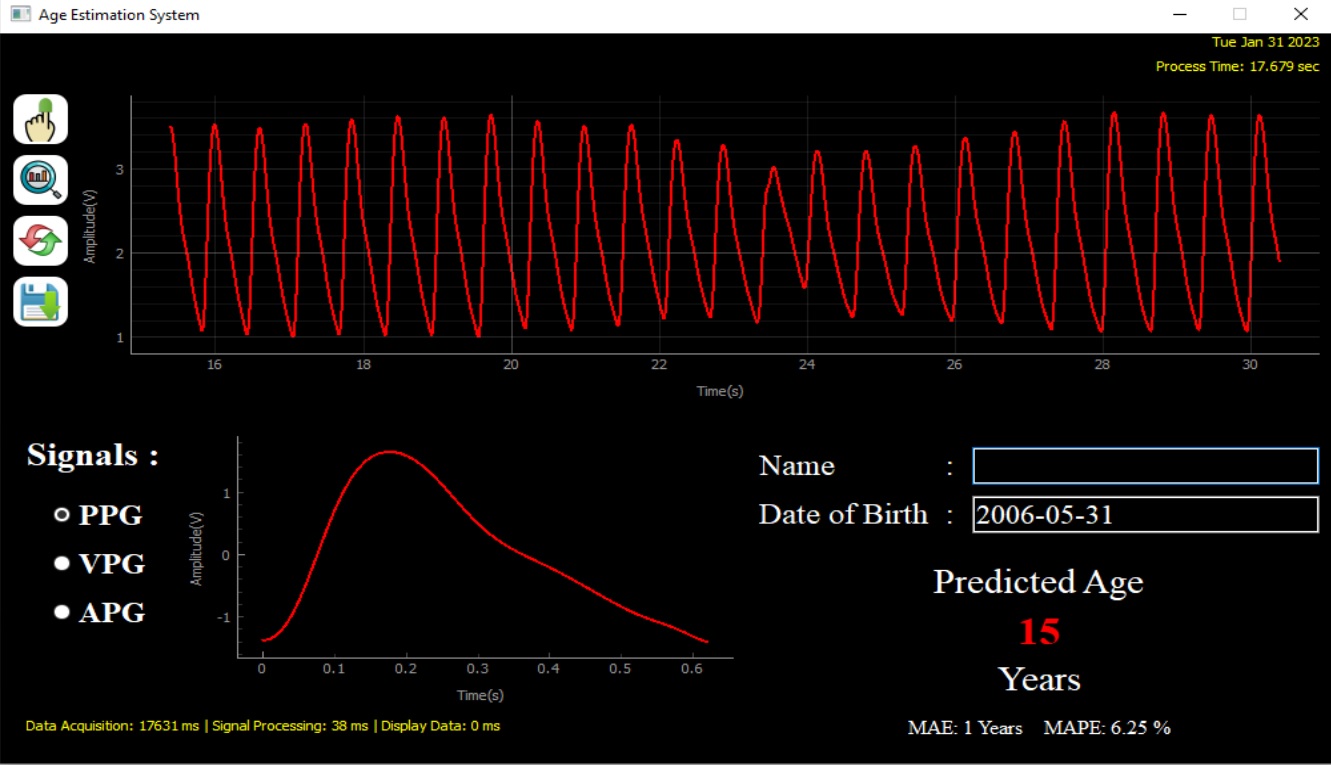 Age Estimation System
Tue Jan 31 2023
Process Time: 17.679 sec
Amplitude(V)
3
2
1
16 18 20 22 24 26 28 30
Time(s)
Signals :
PPG
VPG
APG
Amplitude(V)
1
0
-1
0 0.1 0.2 0.3 0.4 0.5 0.6
Time(s)
Name :
Date of Birth : 2006-05-31
Predicted Age
15
Years
MAE: 1 Years MAPE: 6.25 %
Data Acquisition: 17631 ms | Signal Processing: 38 ms | Display Data: 0 ms